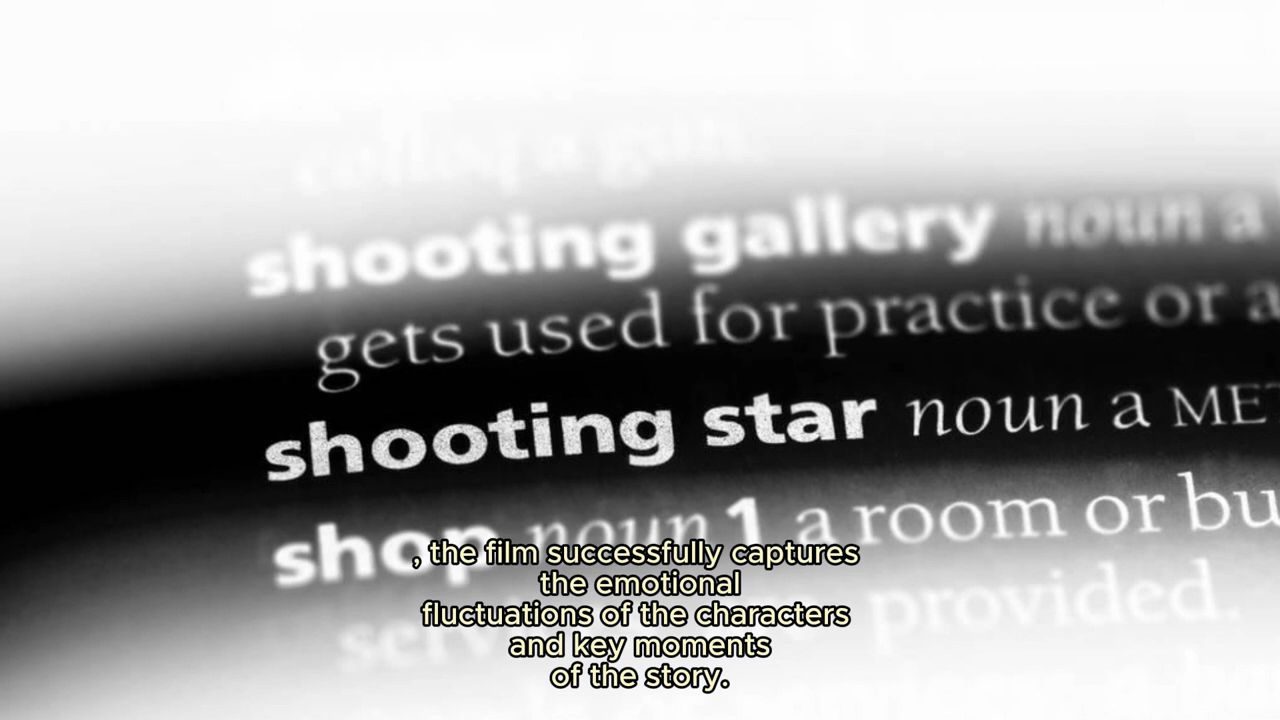 shooting gallery noun a
gets used for practice or a
shooting star noun a MET
shop noun 1 a room or bu
provided.
, the film successfully captures
the emotional
fluctuations of the characters
and key moments
of the story.